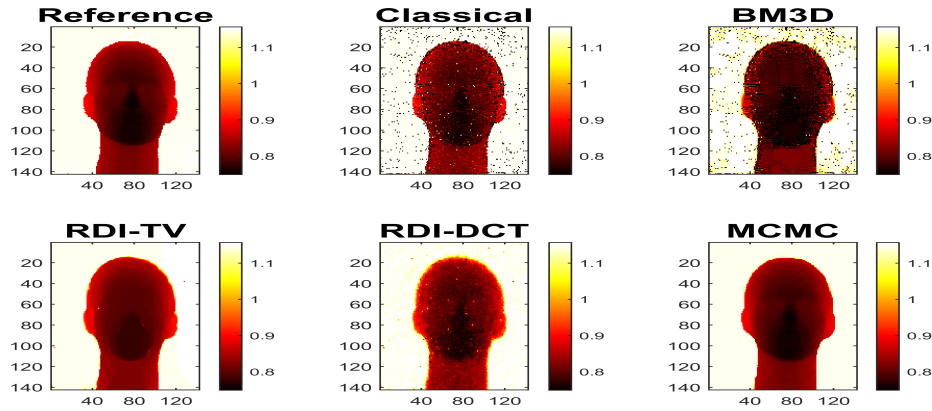 Reference Classical BM3D
20 1.1 20 1.1 20 1.1
40 40 40
60 1 60 1 60 1
80 80 80
100 0.9 100 0.9 100 0.9
120 120 120
140 0.8 140 0.8 140 0.8
40 80 120 40 80 120 40 80 120
RDI-TV RDI-DCT MCMC
20 1.1 20 1.1 20 1.1
40 40 40
60 1 60 1 60 1
80 80 80
100 0.9 100 0.9 100 0.9
120 120 120
140 0.8 140 0.8 140 0.8
40 80 120 40 80 120 40 80 120